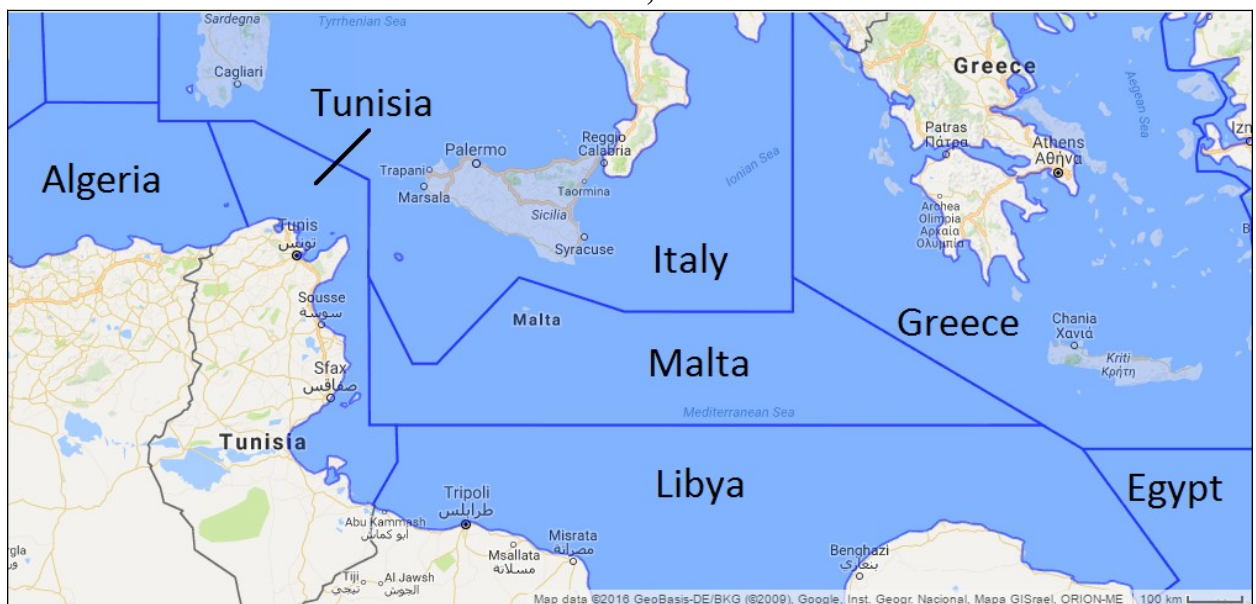 Sardegna
Tyrrhenian Sea
Cagliari
Greece
Aegean Sea
Tunisia
Algeria
Palermo
Reggio
Calabria
Trapani
Marsala
Taormina
Sicilia
Syracuse
Ionian Sea
Patras
Πάτρα
Athens
Αθήνα
Archea
Olimpia
Αρχαία
Ολυμπία
Tunis
تونس
Italy
Sousse
سوسة
Malta
Greece
Chania
Χανιά
Kriti
Κρήτη
Sfax
صفاقس
Malta
Mediterranean Sea
Tunisia
Libya
Egypt
Tripoli
طرابلس
Abu Kammash
أبو كماش
Misrata
مصراتة
Msallata
مسلاتة
Benghazi
بنغازي
Tiji
تيجي
Al Jawsh
الجوش
Map data ©2016 GeoBasis-DE/BKG (©2009), Google, Inst. Geogr. Nacional, Mapa GISrael, ORION-ME
100 km